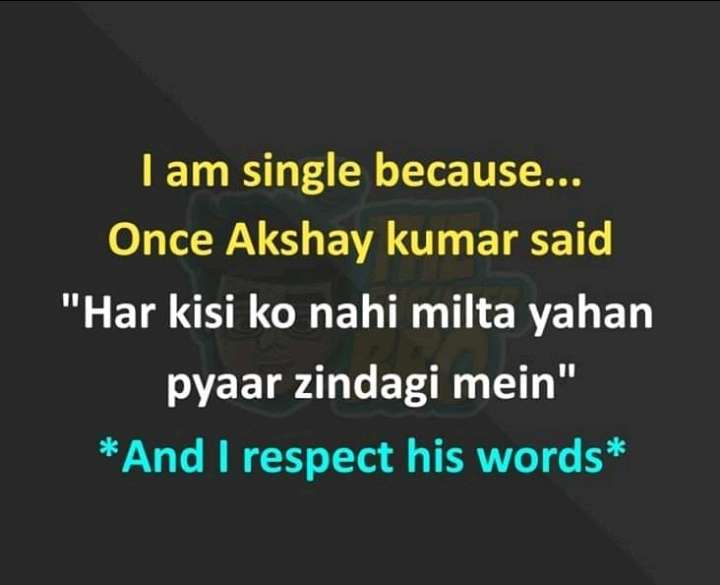 I am single because...
Once Akshay kumar said
"Har kisi ko nahi milta yahan
pyaar zindagi mein"
*And I respect his words*